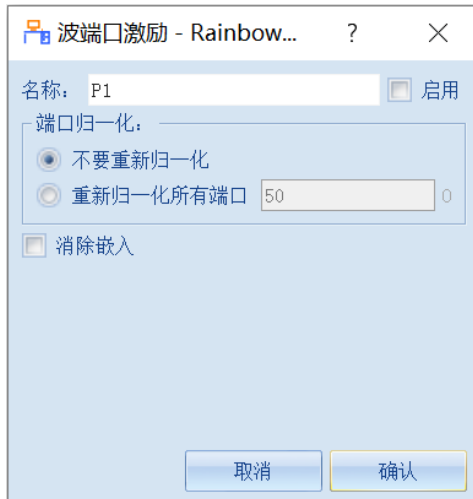 波端口激励 - Rainbow... ?
名称: P1 启用
端口归一化:
不要重新归一化
重新归一化所有端口 50 O
消除嵌入
取消 确认